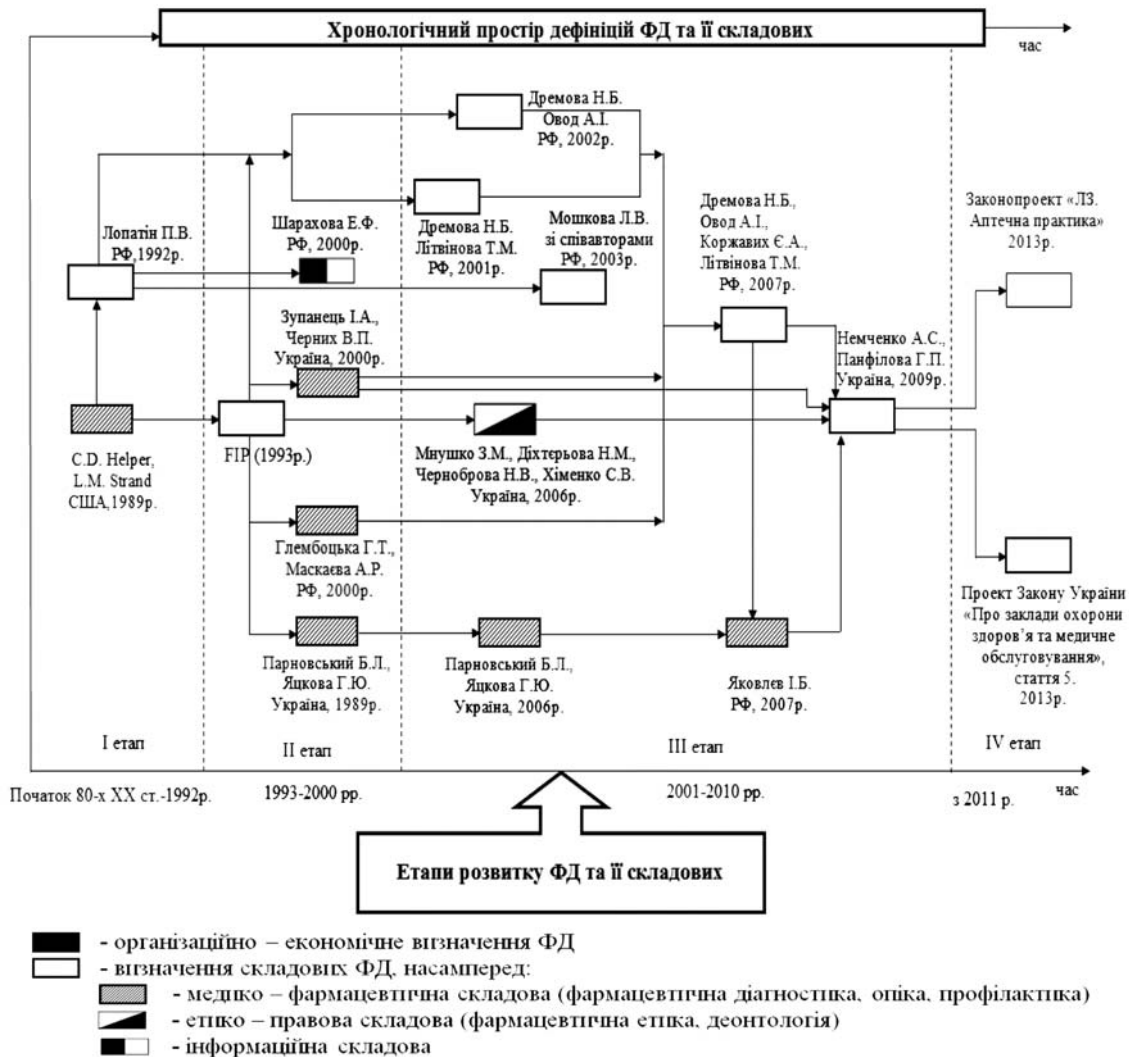 Хронологічний простір дефініцій ФД та її складових
час
Дремова Н.Б.
Овод А.І.
РФ, 2002р.
Лопатін П.В.
РФ,1992р.
Шарахова Е.Ф.
РФ, 2000р.
Дремова Н.Б.
Літвінова Т.М.
РФ, 2001р.
Мошкова Л.В.
зі співавторами
РФ, 2003р.
Дремова Н.Б.,
Овод А.І.,
Коржавих Є.А.,
Літвінова Т.М.
РФ, 2007р.
Законопроект «ЛЗ.
Аптечна практика»
2013р.
Зупанець І.А.,
Черних В.П.
Україна, 2000р.
Немченко А.С.,
Панфілова Г.П.
Україна, 2009р.
C.D. Helper,
L.M. Strand
США,1989р.
FIP (1993р.)
Мнушко З.М., Діхтєрьова Н.М.,
Черноброва Н.В., Хіменко С.В.
Україна, 2006р.
Глембоцька Г.Т.,
Маскаєва А.Р.
РФ, 2000р.
Парновський Б.Л.,
Яцкова Г.Ю.
Україна, 1989р.
Парновський Б.Л.,
Яцкова Г.Ю.
Україна, 2006р.
Яковлєв І.Б.
РФ, 2007р.
Проект Закону України
«Про заклади охорони
здоров’я та медичне
обслуговування»,
стаття 5.
2013р.
І етап
ІІ етап
ІІІ етап
IV етап
Початок 80-х ХХ ст.-1992р.
1993-2000 рр.
2001-2010 рр.
з 2011 р.
час
Етапи розвитку ФД та її складових
- організаційно – економічне визначення ФД
- визначення складових ФД, насамперед:
- медико – фармацевтична складова (фармацевтична діагностика, опіка, профілактика)
- етико – правова складова (фармацевтична етика, деонтологія)
- інформаційна складова